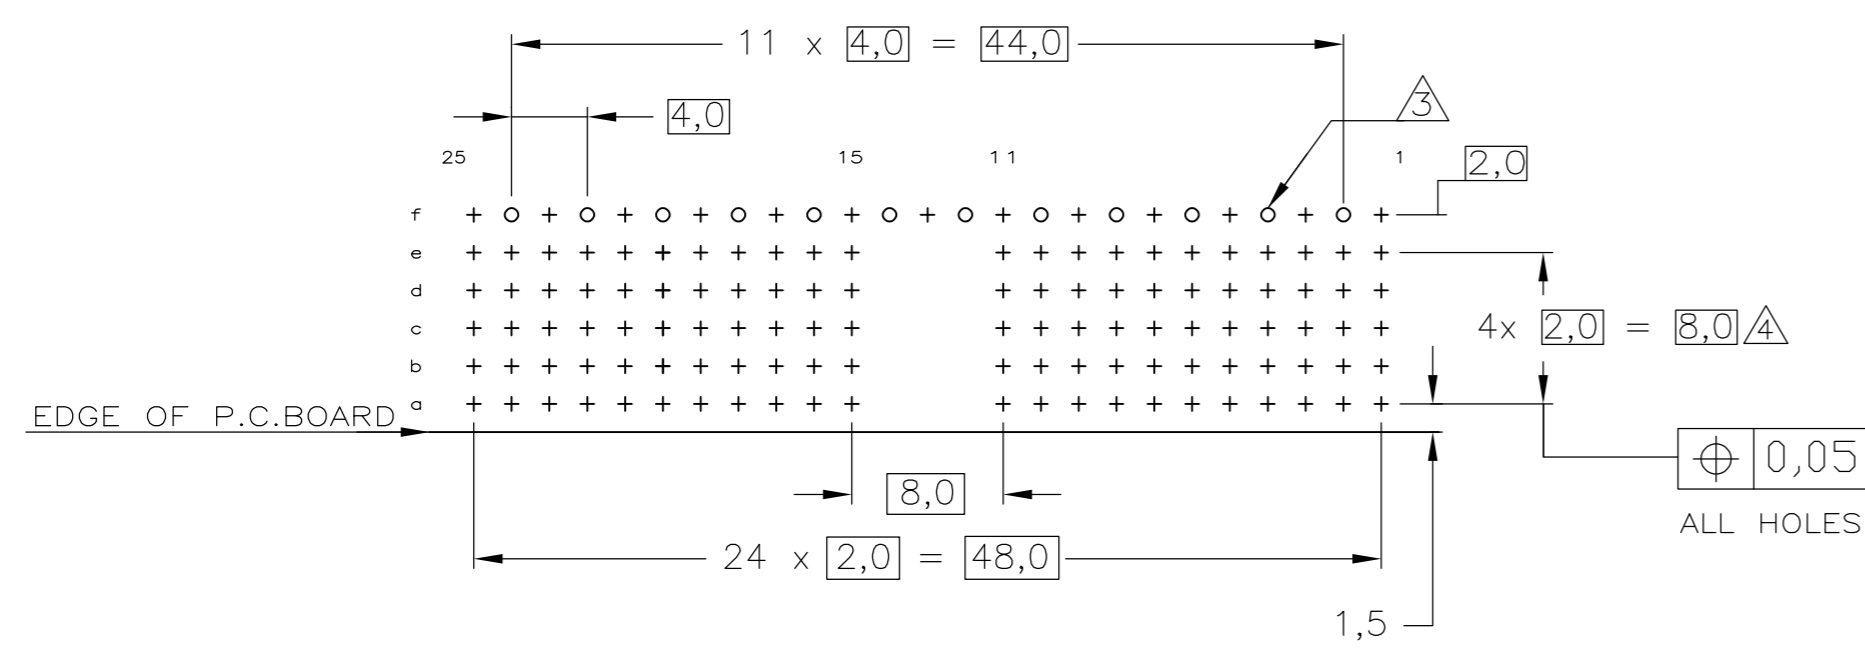 11 x 4,0 = 44,0
3
4,0
25 15 11 1
2,0
f
e
d
c
4x 2,0 = 8,0 4
b
a
EDGE OF P.C.BOARD
0,05
8,0
ALL HOLES
24 x 2,0 = 48,0
1,5